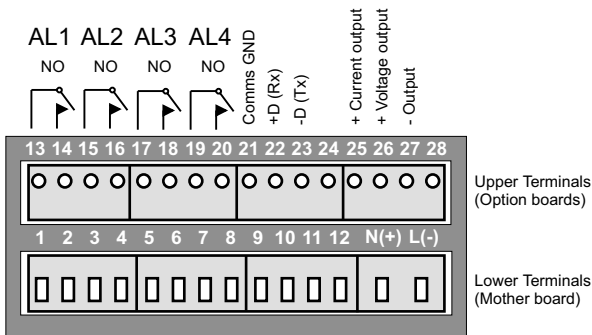 AL1 AL2 AL3 AL4
NO NO NO NO
Comms GND
+D (Rx)
-D (Tx)
+ Current output
+ Voltage output
- Output
13 14 15 16 17 18 19 20 21 22 23 24 25 26 27 28
Upper Terminals
(Option boards)
1 2 3 4 5 6 7 8 9 10 11 12 N(+) L(-)
Lower Terminals
(Mother board)